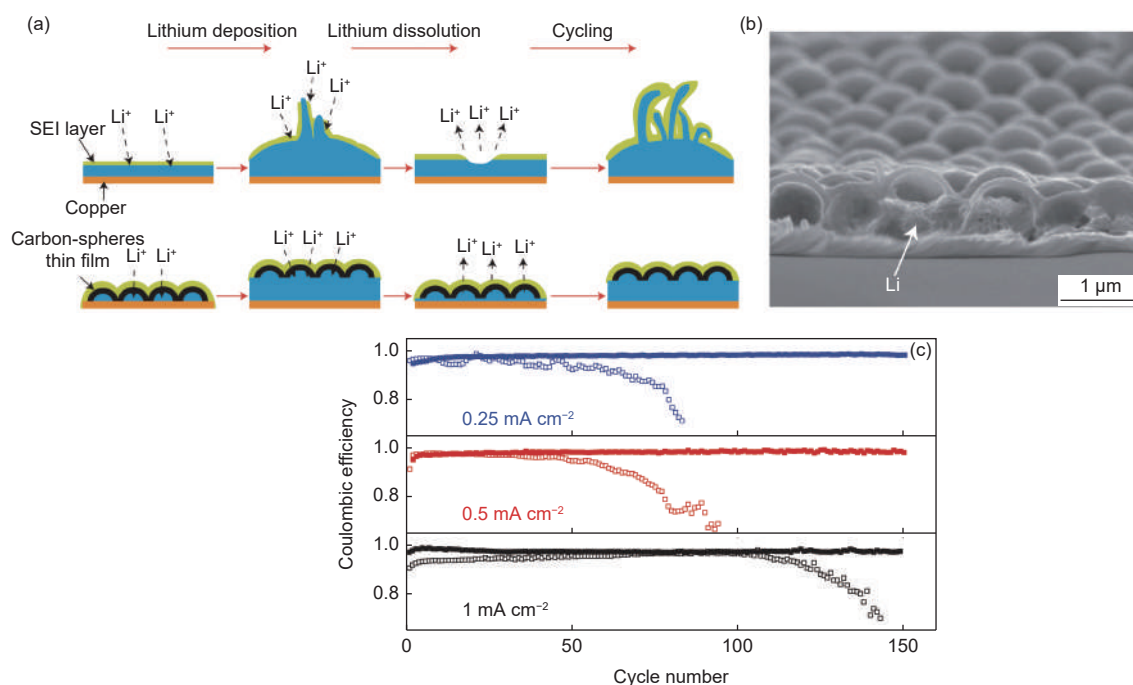 (a)
Lithium deposition
Lithium dissolution
Cycling
Li⁺
Li⁺
Li⁺
SEI layer
Li⁺
Li⁺
Li⁺
Li⁺
Li⁺
Copper
Carbon-spheres
thin film
Li⁺
Li⁺
Li⁺
Li⁺
Li⁺
Li⁺
Li⁺
Li⁺
(b)
Li
1 μm
(c)
Coulombic efficiency
1.0
0.8
0.25 mA cm⁻²
1.0
0.8
0.5 mA cm⁻²
1.0
0.8
1 mA cm⁻²
0
50
100
150
Cycle number